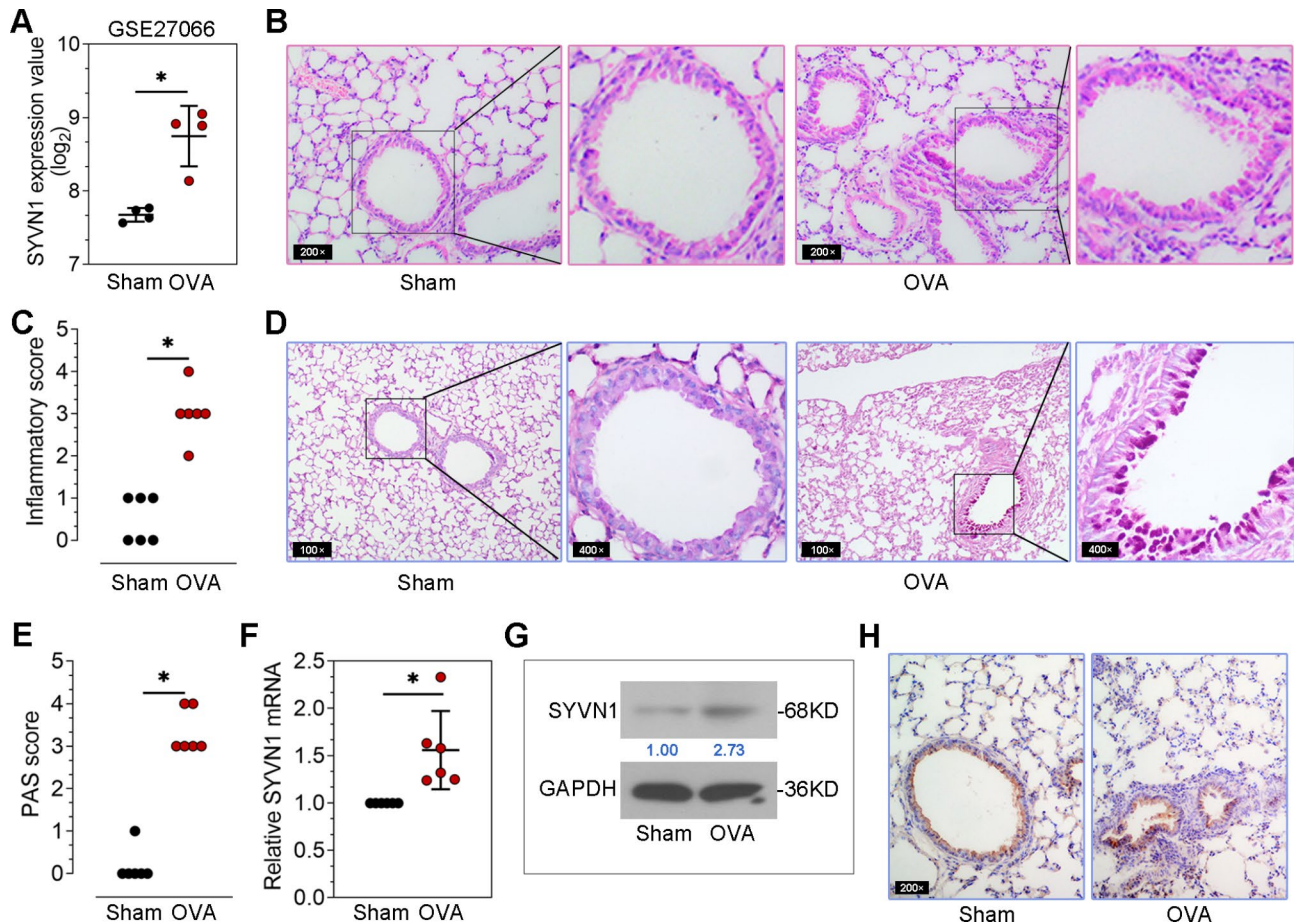 A
GSE27066
SYVN1 expression value
(log2)
10
9
8
7
*
Sham OVA
B
200×
Sham
200×
OVA
C
Inflammatory score
5
4
3
2
1
0
*
Sham OVA
D
100×
400×
Sham
100×
400×
OVA
E
PAS score
5
4
3
2
1
0
*
Sham OVA
F
Relative SYVN1 mRNA
2.5
2.0
1.5
1.0
0.5
0.0
*
Sham OVA
G
SYVN1
-68KD
1.00 2.73
GAPDH
-36KD
Sham OVA
H
200×
Sham
OVA